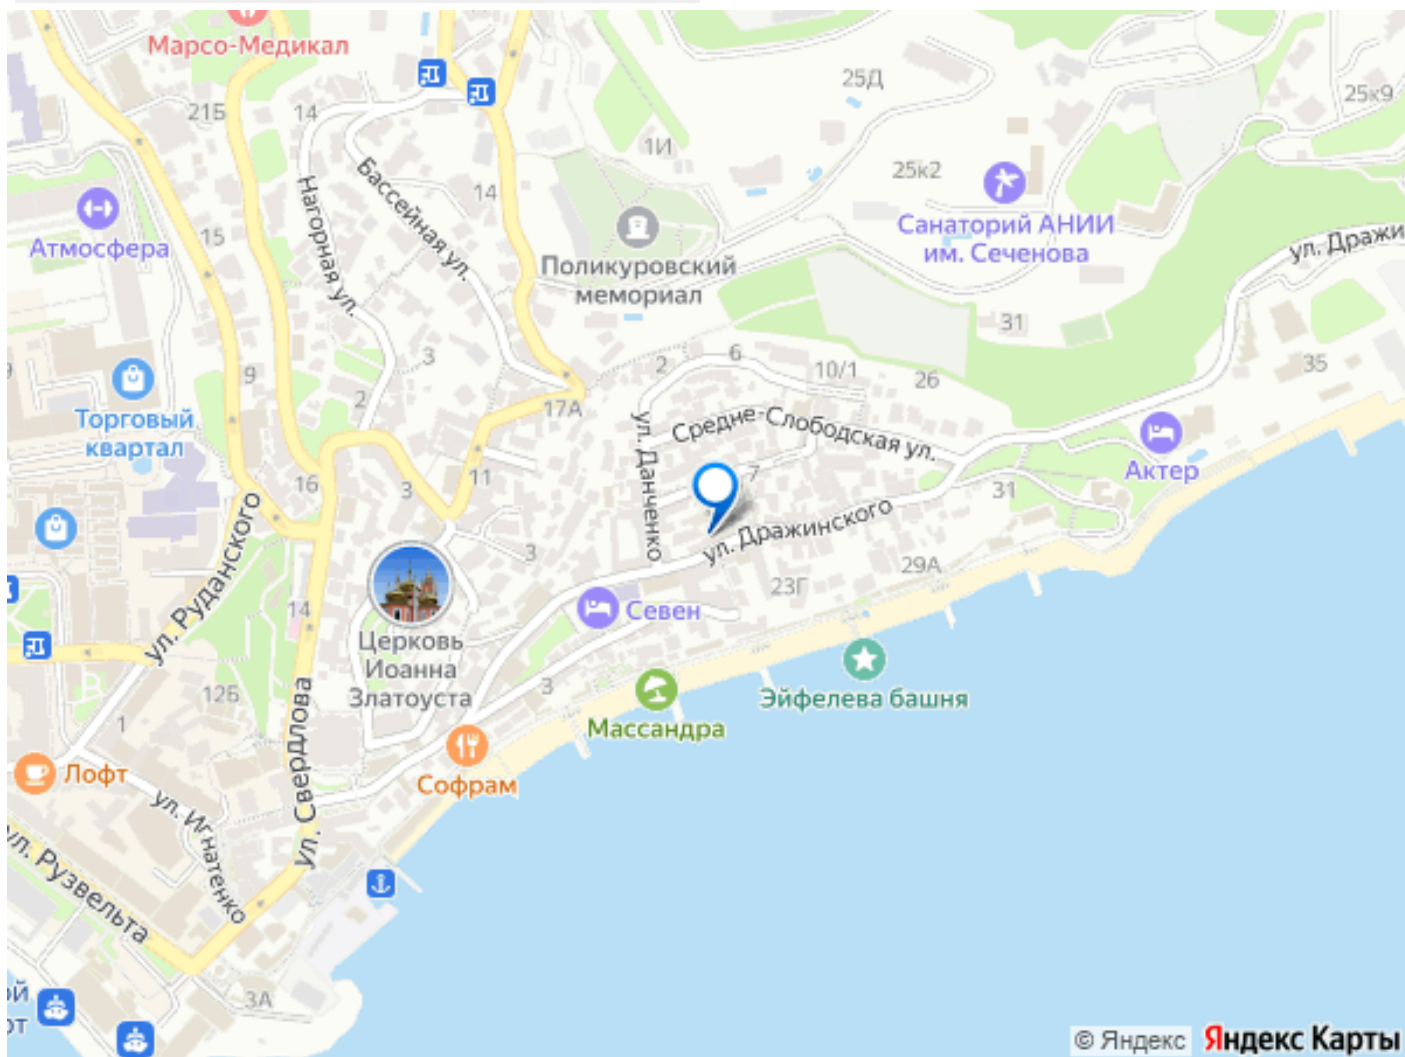 Марсо-Медикал
25Д
25к9
14
21Б
1И
Бассейная ул.
Нагорная ул.
14
25к2
Атмосфера
15
Санаторий АНИИ
им. Сеченова
ул. Дражи
Поликуровский
мемориал
31
3
6
2
10/1
26
35
9
2
17А
Торговый
квартал
ул. Данченко
Средне-Слободская ул.
Актер
16
3
11
7
31
ул. Руданского
3
ул. Дражинского
29А
23Г
14
Севен
Церковь
Иоанна
Златоуста
12Б
3
Эйфелева башня
Массандра
1
ул. Свердлова
Лофт
Софрам
ул. Игнатенко
ул. Рузвельта
3А
ой
от
© Яндекс Яндекс Карты